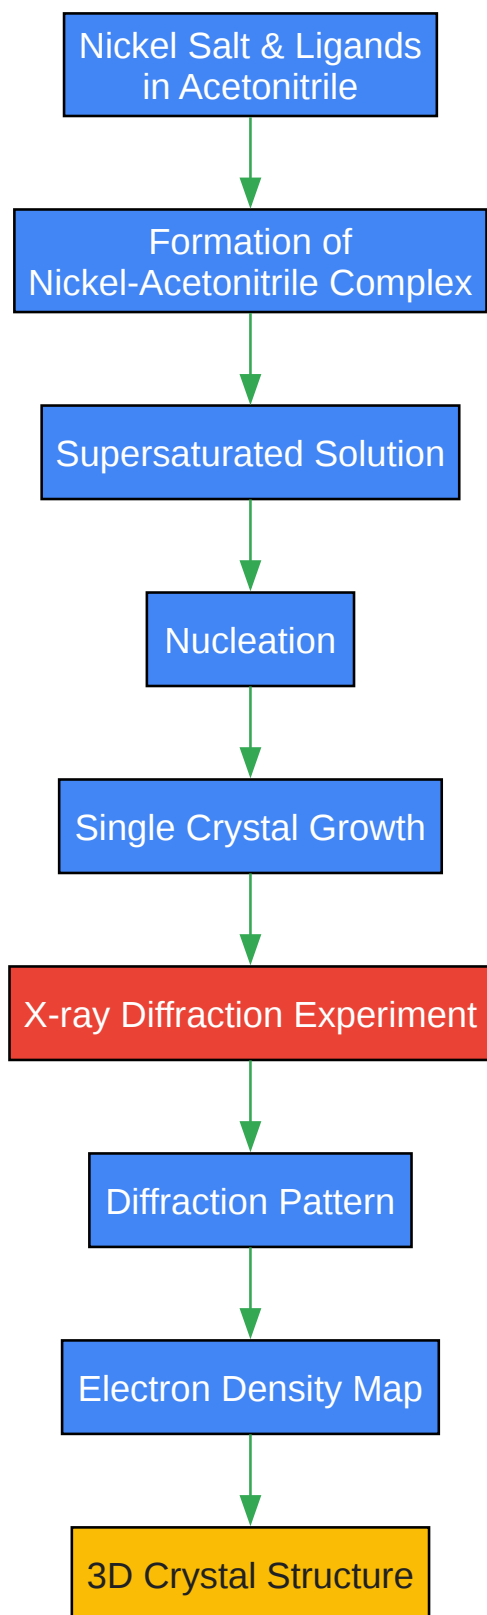 Nickel Salt & Ligands
in Acetonitrile
Formation of
Nickel-Acetonitrile Complex
Supersaturated Solution
Nucleation
Single Crystal Growth
X-ray Diffraction Experiment
Diffraction Pattern
Electron Density Map
3D Crystal Structure